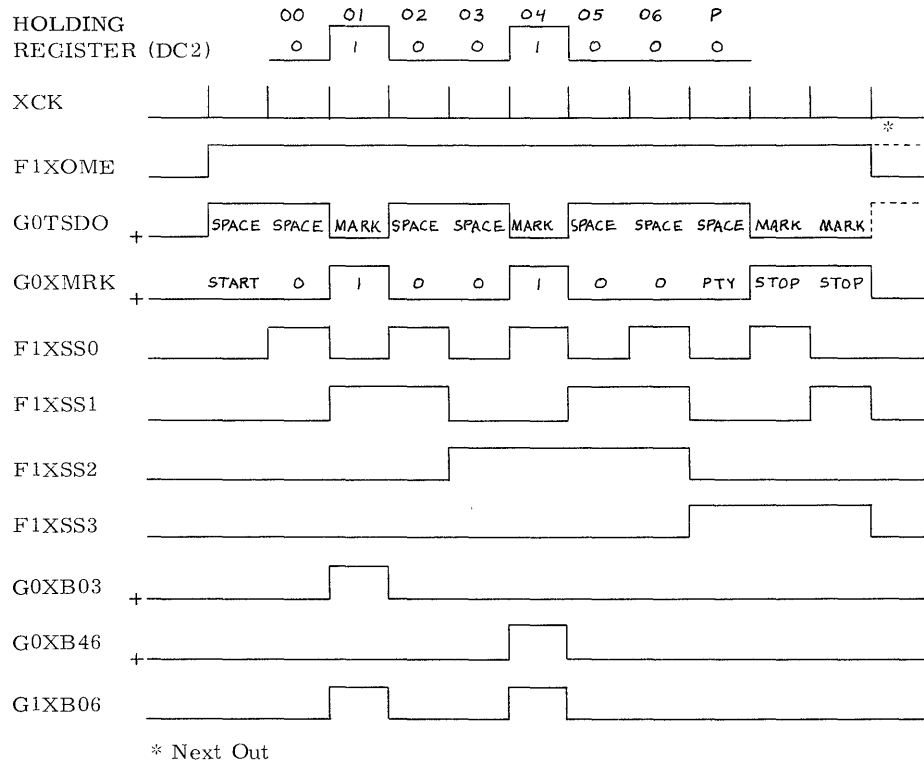 HOLDING 00 01 02 03 04 05 06 P
REGISTER (DC2) 0 1 0 0 1 0 0 0
XCK
*
F1XOME
G0TSDO + SPACE SPACE MARK SPACE SPACE MARK SPACE SPACE SPACE MARK MARK
G0XMRK + START 0 1 0 0 1 0 0 PTY STOP STOP
F1XSS0
F1XSS1
F1XSS2
F1XSS3
G0XB03 +
G0XB46 +
G1XB06
* Next Out